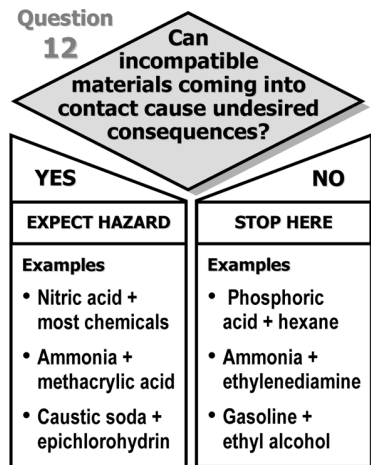 Question
12
Can
incompatible
materials coming into
contact cause undesired
consequences?
YES
NO
EXPECT HAZARD
STOP HERE
Examples
• Nitric acid +
most chemicals
• Ammonia +
methacrylic acid
• Caustic soda +
epichlorohydrin
Examples
• Phosphoric
acid + hexane
• Ammonia +
ethylenediamine
• Gasoline +
ethyl alcohol